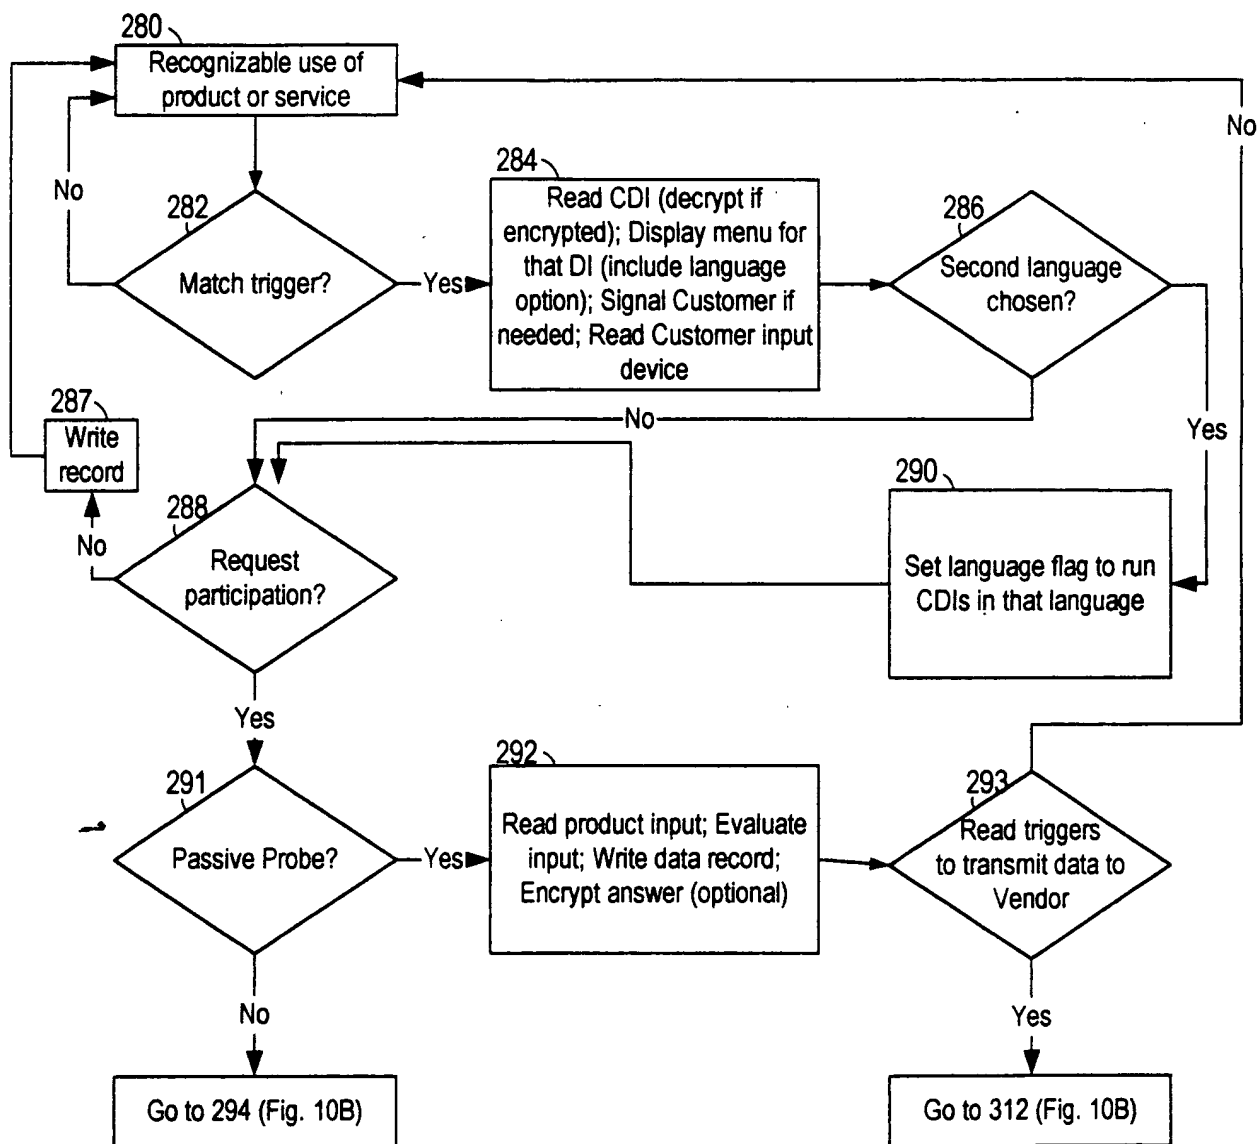 280
Recognizable use of
product or service
No
No
282
Match trigger?
Yes
284
Read CDI (decrypt if
encrypted); Display menu for
that DI (include language
option); Signal Customer if
needed; Read Customer input
device
286
Second language
chosen?
No
Yes
287
Write
record
No
288
Request
participation?
290
Set language flag to run
CDIs in that language
Yes
291
Passive Probe?
Yes
292
Read product input; Evaluate
input; Write data record;
Encrypt answer (optional)
293
Read triggers
to transmit data to
Vendor
No
Yes
Go to 294 (Fig. 10B)
Go to 312 (Fig. 10B)